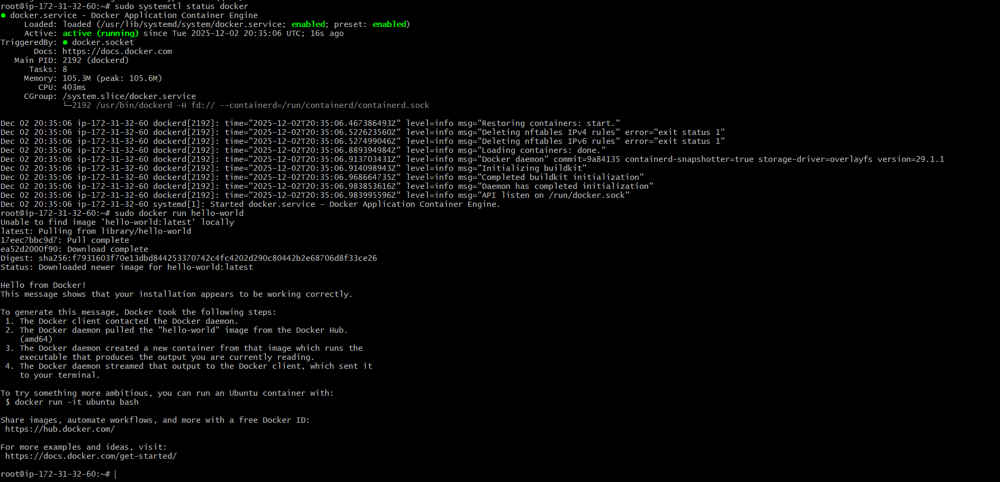 root@ip-172-31-32-60:~# sudo systemctl status docker
● docker.service - Docker Application Container Engine
     Loaded: loaded (/usr/lib/systemd/system/docker.service; enabled; preset: enabled)
     Active: active (running) since Tue 2025-12-02 20:35:06 UTC; 16s ago
TriggeredBy: ● docker.socket
       Docs: https://docs.docker.com
   Main PID: 2192 (dockerd)
      Tasks: 8
     Memory: 105.3M (peak: 105.6M)
        CPU: 403ms
     CGroup: /system.slice/docker.service
             └─2192 /usr/bin/dockerd -H fd:// --containerd=/run/containerd/containerd.sock

Dec 02 20:35:06 ip-172-31-32-60 dockerd[2192]: time="2025-12-02T20:35:06.467386493Z" level=info msg="Restoring containers: start."
Dec 02 20:35:06 ip-172-31-32-60 dockerd[2192]: time="2025-12-02T20:35:06.522623560Z" level=info msg="Deleting nftables IPv4 rules" error="exit status 1"
Dec 02 20:35:06 ip-172-31-32-60 dockerd[2192]: time="2025-12-02T20:35:06.527499046Z" level=info msg="Deleting nftables IPv6 rules" error="exit status 1"
Dec 02 20:35:06 ip-172-31-32-60 dockerd[2192]: time="2025-12-02T20:35:06.889394984Z" level=info msg="Loading containers: done."
Dec 02 20:35:06 ip-172-31-32-60 dockerd[2192]: time="2025-12-02T20:35:06.913703431Z" level=info msg="Docker daemon" commit=9a84135 containerd-snapshotter=true storage-driver=overlayfs version=29.1.1
Dec 02 20:35:06 ip-172-31-32-60 dockerd[2192]: time="2025-12-02T20:35:06.914098943Z" level=info msg="Initializing buildkit"
Dec 02 20:35:06 ip-172-31-32-60 dockerd[2192]: time="2025-12-02T20:35:06.968664735Z" level=info msg="Completed buildkit initialization"
Dec 02 20:35:06 ip-172-31-32-60 dockerd[2192]: time="2025-12-02T20:35:06.983853616Z" level=info msg="Daemon has completed initialization"
Dec 02 20:35:06 ip-172-31-32-60 dockerd[2192]: time="2025-12-02T20:35:06.983995596Z" level=info msg="API listen on /run/docker.sock"
Dec 02 20:35:06 ip-172-31-32-60 systemd[1]: Started docker.service - Docker Application Container Engine.
root@ip-172-31-32-60:~# sudo docker run hello-world
Unable to find image 'hello-world:latest' locally
latest: Pulling from library/hello-world
17eec7bbc9d7: Pull complete
ea52d2000f90: Download complete
Digest: sha256:f7931603f70e13dbd844253370742c4fc4202d290c80442b2e68706d8f33ce26
Status: Downloaded newer image for hello-world:latest

Hello from Docker!
This message shows that your installation appears to be working correctly.

To generate this message, Docker took the following steps:
 1. The Docker client contacted the Docker daemon.
 2. The Docker daemon pulled the "hello-world" image from the Docker Hub.
    (amd64)
 3. The Docker daemon created a new container from that image which runs the
    executable that produces the output you are currently reading.
 4. The Docker daemon streamed that output to the Docker client, which sent it
    to your terminal.

To try something more ambitious, you can run an Ubuntu container with:
 $ docker run -it ubuntu bash

Share images, automate workflows, and more with a free Docker ID:
 https://hub.docker.com/

For more examples and ideas, visit:
 https://docs.docker.com/get-started/

root@ip-172-31-32-60:~#